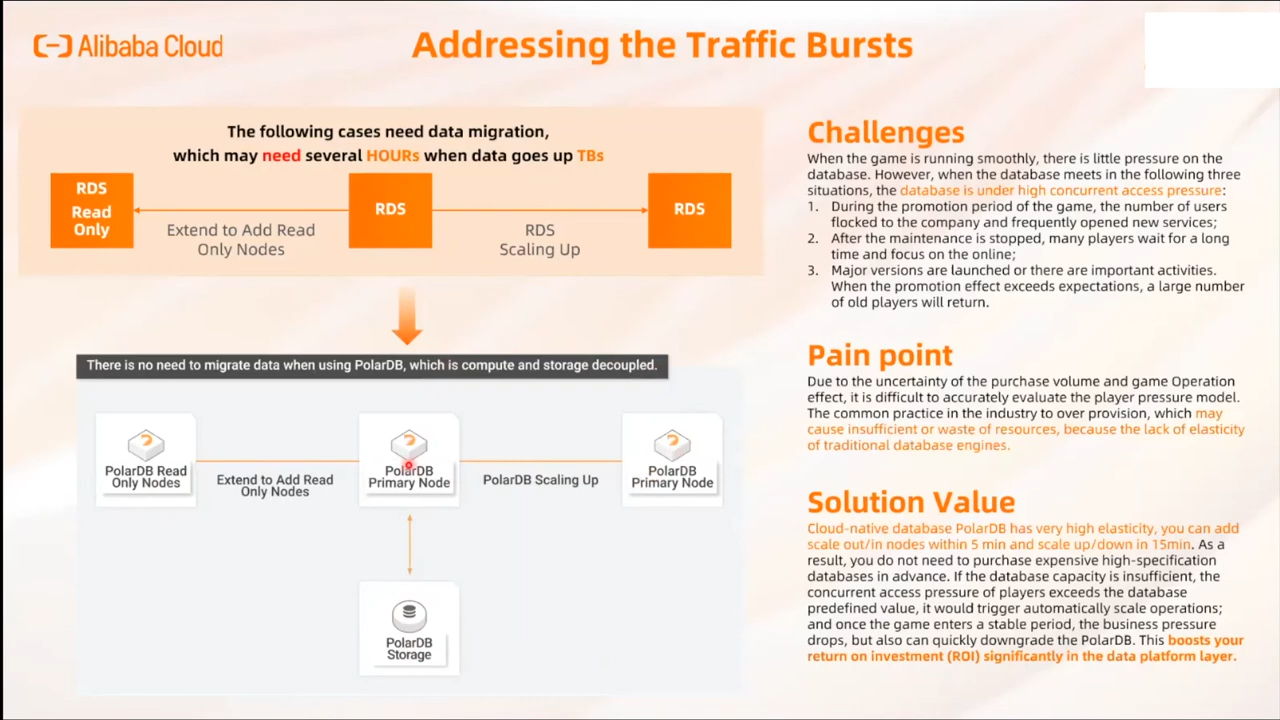 Alibaba Cloud
Addressing the Traffic Bursts
The following cases need data migration,
which may need several HOURs when data goes up TBs
RDS
Read
Only
Extend to Add Read
Only Nodes
RDS
RDS
Scaling Up
RDS
There is no need to migrate data when using PolarDB, which is compute and storage decoupled.
PolarDB Read
Only Nodes
Extend to Add Read
Only Nodes
PolarDB
Primary Node
PolarDB Scaling Up
PolarDB
Primary Node
PolarDB
Storage
Challenges
When the game is running smoothly, there is little pressure on the
database. However, when the database meets in the following three
situations, the database is under high concurrent access pressure:
1. During the promotion period of the game, the number of users
flocked to the company and frequently opened new services;
2. After the maintenance is stopped, many players wait for a long
time and focus on the online;
3. Major versions are launched or there are important activities.
When the promotion effect exceeds expectations, a large number
of old players will return.
Pain point
Due to the uncertainty of the purchase volume and game Operation
effect, it is difficult to accurately evaluate the player pressure model.
The common practice in the industry to over provision, which may
cause insufficient or waste of resources, because the lack of elasticity
of traditional database engines.
Solution Value
Cloud-native database PolarDB has very high elasticity, you can add
scale out/in nodes within 5 min and scale up/down in 15min. As a
result, you do not need to purchase expensive high-specification
databases in advance. If the database capacity is insufficient, the
concurrent access pressure of players exceeds the database
predefined value, it would trigger automatically scale operations;
and once the game enters a stable period, the business pressure
drops, but also can quickly downgrade the PolarDB. This boosts your
return on investment (ROI) significantly in the data platform layer.